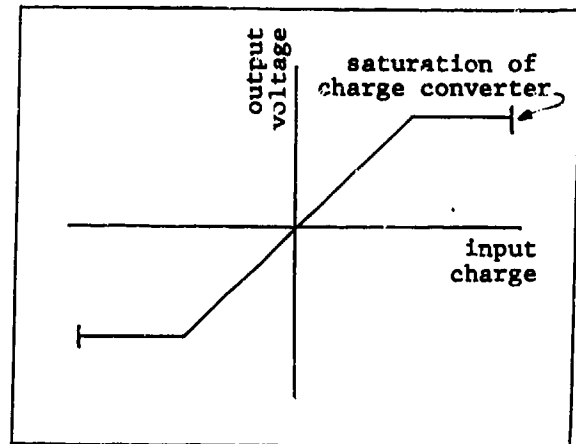 output
voltage
saturation of
charge converter
input
charge